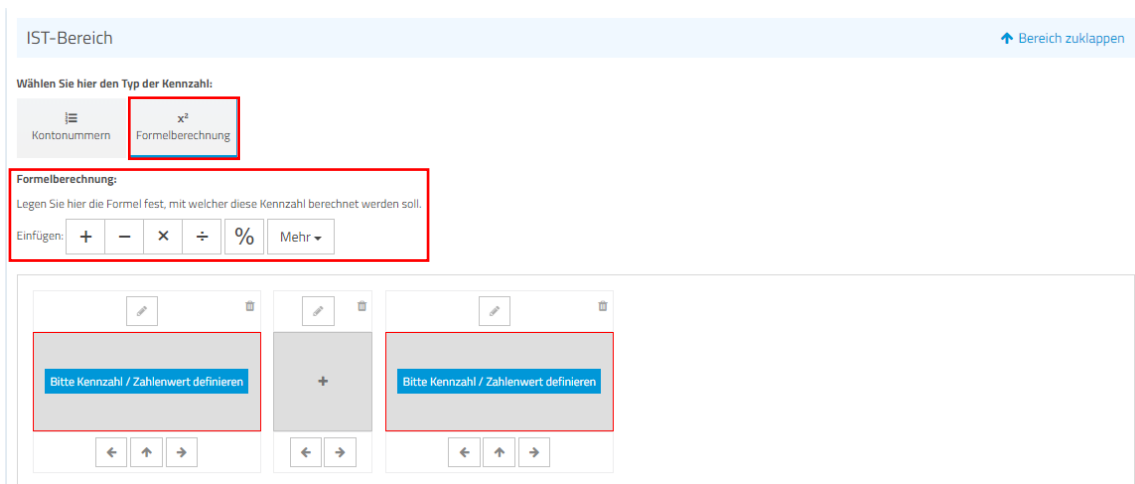 IST-Bereich
Bereich zuklappen
Wählen Sie hier den Typ der Kennzahl:
Kontonummern
x²
Formelberechnung
Formelberechnung:
Legen Sie hier die Formel fest, mit welcher diese Kennzahl berechnet werden soll.
Einfügen: + − × ÷ % Mehr
Bitte Kennzahl / Zahlenwert definieren
+
Bitte Kennzahl / Zahlenwert definieren